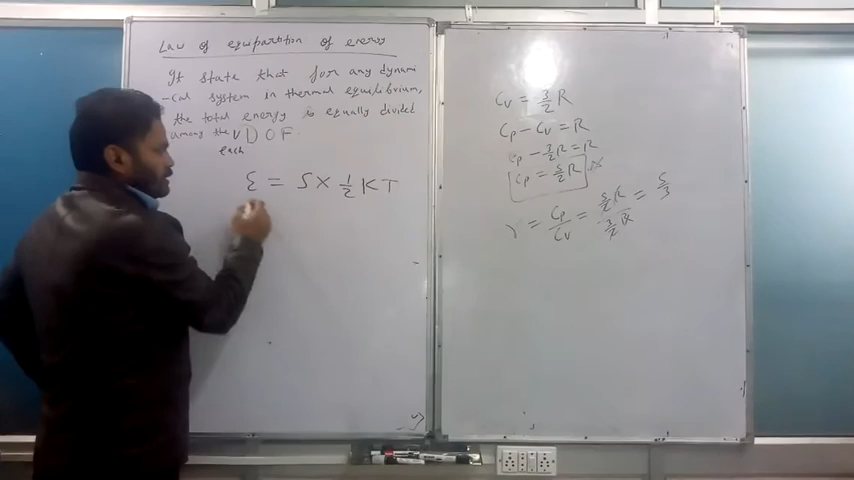 Law of equpartition of energy
It state that for any dynami
-cal system in thermal equilibrium,
the total energy is equally divided
among the DOF.
each
Ɛ = 5 × 1/2 KT
Cv = 3/2 R
Cp - Cv = R
Cp - 3/2 R = R
Cp = 5/2 R
γ = Cp/Cv = 5/2 R / 3/2 R = 5/3